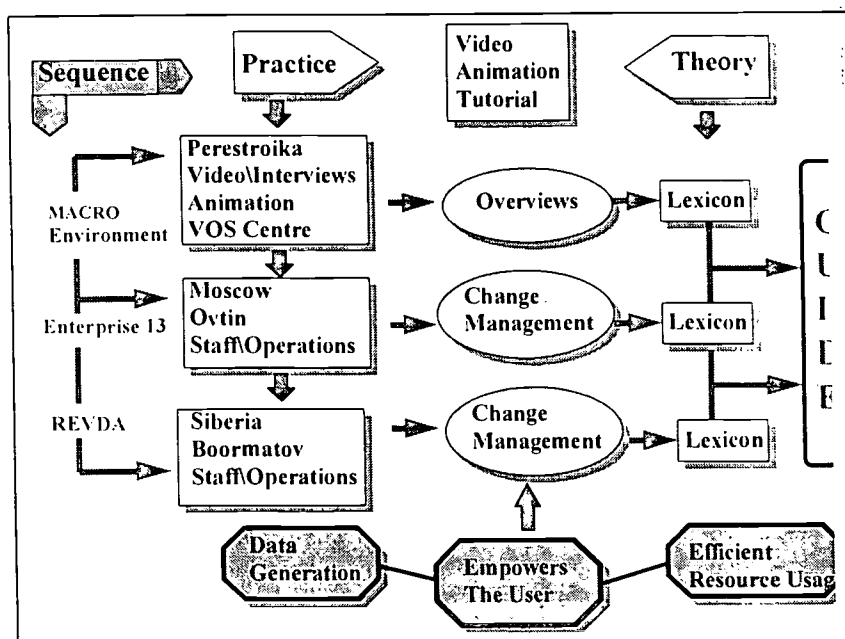 Sequence
Practice
Video
Animation
Tutorial
Theory
Perestroika
Video\Interviews
Animation
VOS Centre
Overviews
Lexicon
MACRO
Environment
Moscow
Ovtin
Staff\Operations
Change
Management
Lexicon
Enterprise 13
REVDA
Siberia
Boormatov
Staff\Operations
Change
Management
Lexicon
G
U
I
D
E
Data
Generation
Empowers
The User
Efficient
Resource Usag